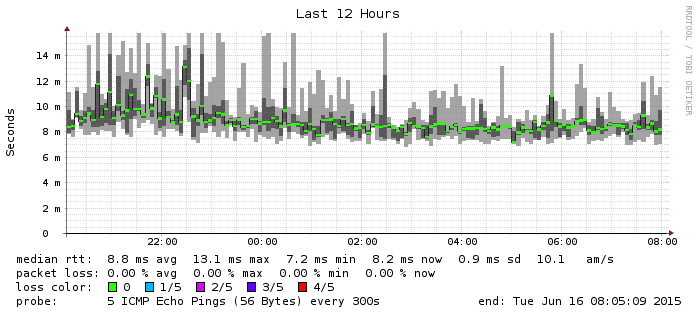 Last 12 Hours
RRDTOOL / TOBI OETIKER
Seconds
14 m
12 m
10 m
8 m
6 m
4 m
2 m
0
22:00 00:00 02:00 04:00 06:00 08:00
median rtt: 8.8 ms avg 13.1 ms max 7.2 ms min 8.2 ms now 0.9 ms sd 10.1 am/s
packet loss: 0.00 % avg 0.00 % max 0.00 % min 0.00 % now
loss color: 0 1/5 2/5 3/5 4/5
probe: 5 ICMP Echo Pings (56 Bytes) every 300s end: Tue Jun 16 08:05:09 2015